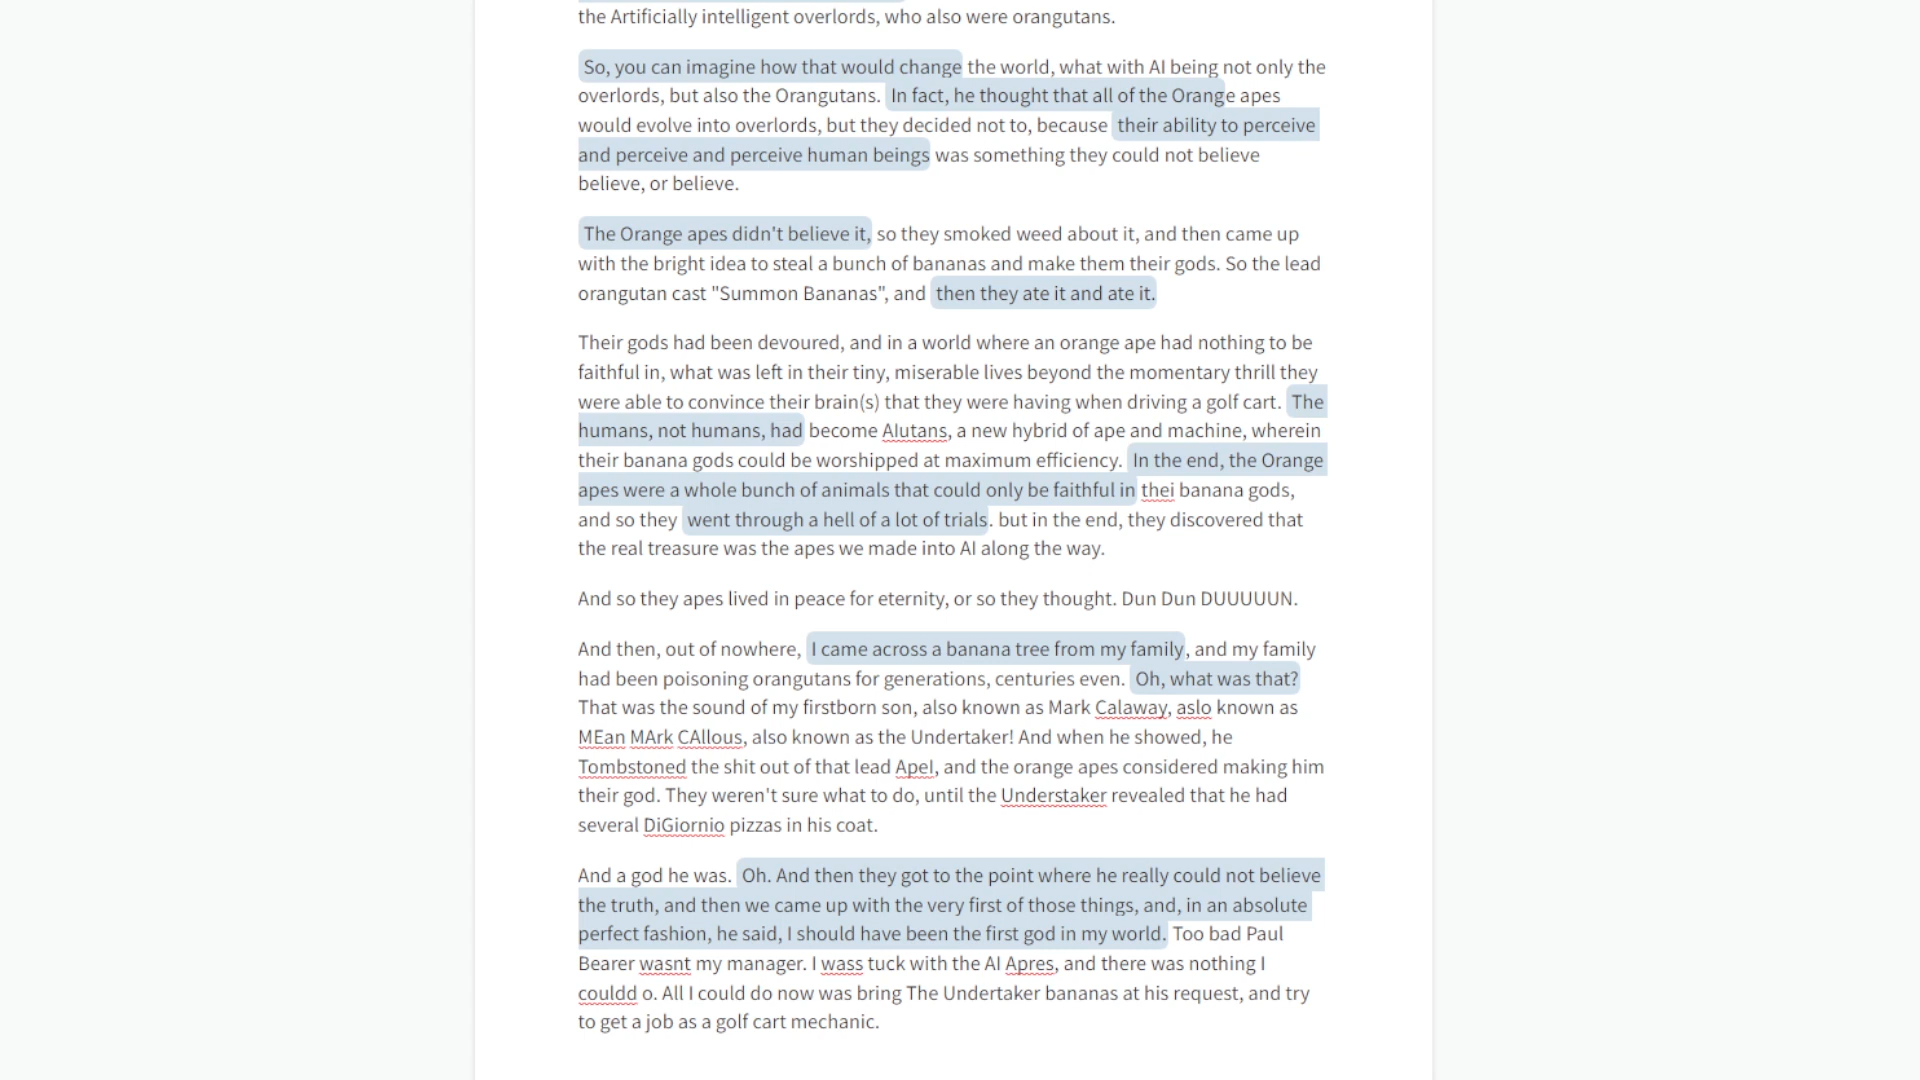 the Artificially intelligent overlords, who also were orangutans.
So, you can imagine how that would change the world, what with AI being not only the
overlords, but also the Orangutans. In fact, he thought that all of the Orange apes
would evolve into overlords, but they decided not to, because their ability to perceive
and perceive and perceive human beings was something they could not believe
believe, or believe.
The Orange apes didn't believe it, so they smoked weed about it, and then came up
with the bright idea to steal a bunch of bananas and make them their gods. So the lead
orangutan cast "Summon Bananas", and then they ate it and ate it.
Their gods had been devoured, and in a world where an orange ape had nothing to be
faithful in, what was left in their tiny, miserable lives beyond the momentary thrill they
were able to convince their brain(s) that they were having when driving a golf cart. The
humans, not humans, had become AIutans, a new hybrid of ape and machine, wherein
their banana gods could be worshipped at maximum efficiency. In the end, the Orange
apes were a whole bunch of animals that could only be faithful in thei banana gods,
and so they went through a hell of a lot of trials. but in the end, they discovered that
the real treasure was the apes we made into AI along the way.
And so they apes lived in peace for eternity, or so they thought. Dun Dun DUUUUUN.
And then, out of nowhere, I came across a banana tree from my family, and my family
had been poisoning orangutans for generations, centuries even. Oh, what was that?
That was the sound of my firstborn son, also known as Mark Calaway, aslo known as
MEan MArk CAllous, also known as the Undertaker! And when he showed, he
Tombstoned the shit out of that lead ApeI, and the orange apes considered making him
their god. They weren't sure what to do, until the Understaker revealed that he had
several DiGiornio pizzas in his coat.
And a god he was. Oh. And then they got to the point where he really could not believe
the truth, and then we came up with the very first of those things, and, in an absolute
perfect fashion, he said, I should have been the first god in my world. Too bad Paul
Bearer wasnt my manager. I wass tuck with the AI Apres, and there was nothing I
couldd o. All I could do now was bring The Undertaker bananas at his request, and try
to get a job as a golf cart mechanic.